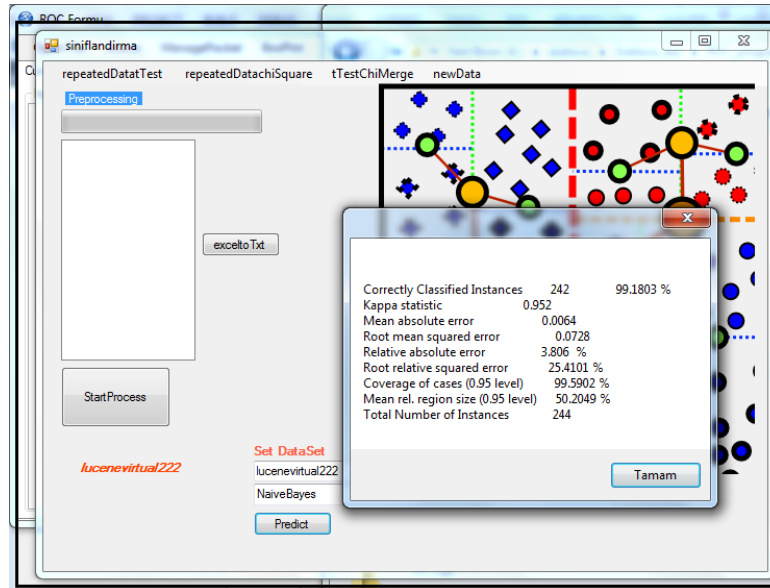 ROC Formu
siniflandirma
repeatedDatatTest repeatedDatachiSquare tTestChiMerge newData
Preprocessing
exceltoTxt
Correctly Classified Instances 242 99.1803 %
Kappa statistic 0.952
Mean absolute error 0.0064
Root mean squared error 0.0728
Relative absolute error 3.806 %
Root relative squared error 25.4101 %
Coverage of cases (0.95 level) 99.5902 %
Mean rel. region size (0.95 level) 50.2049 %
Total Number of Instances 244
Tamam
StartProcess
lucenevirtual222
Set DataSet
lucenevirtual222
NaiveBayes
Predict